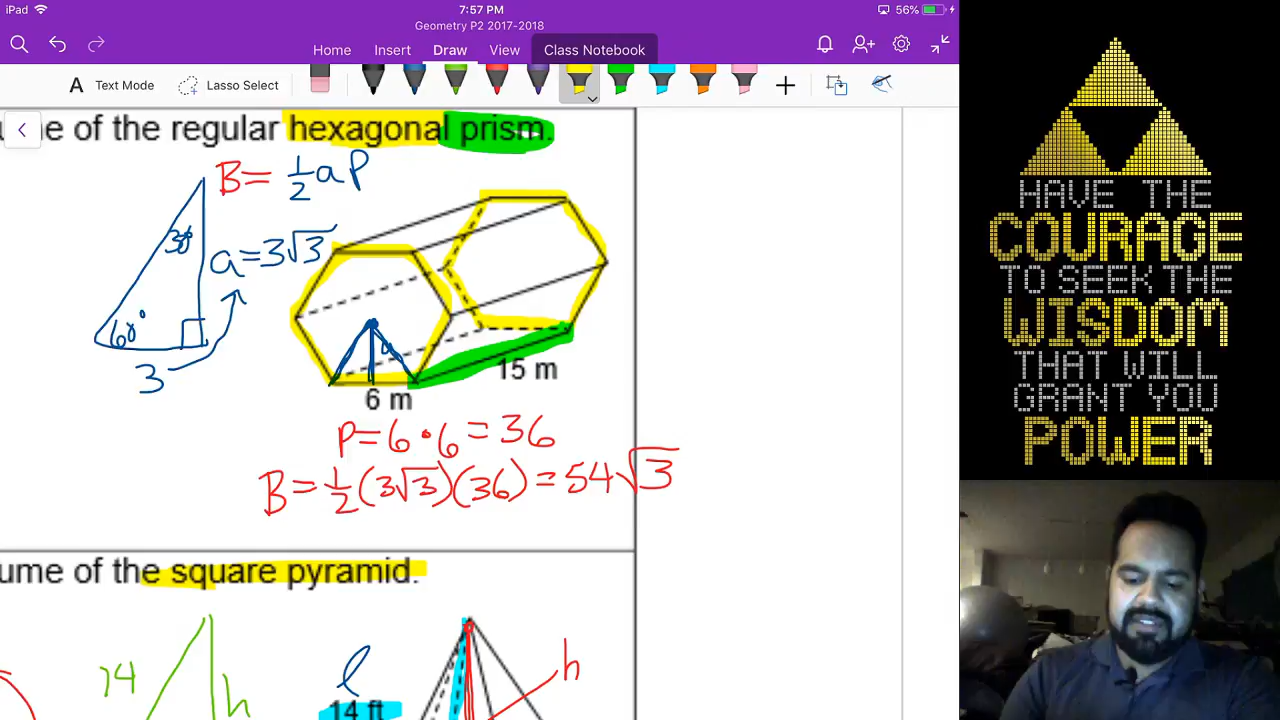 iPad
7:57 PM
56%
Geometry P2 2017-2018
Home Insert Draw View Class Notebook
A Text Mode Lasso Select
ume of the regular hexagonal prism.
B= 1/2 a P
30°
a=3√3
60°
3
a
15 m
6 m
P=6·6=36
B=1/2(3√3)(36)=54√3
ume of the square pyramid.
14
h
l
14 ft
h
HAVE THE
COURAGE
TO SEEK THE
WISDOM
THAT WILL
GRANT YOU
POWER